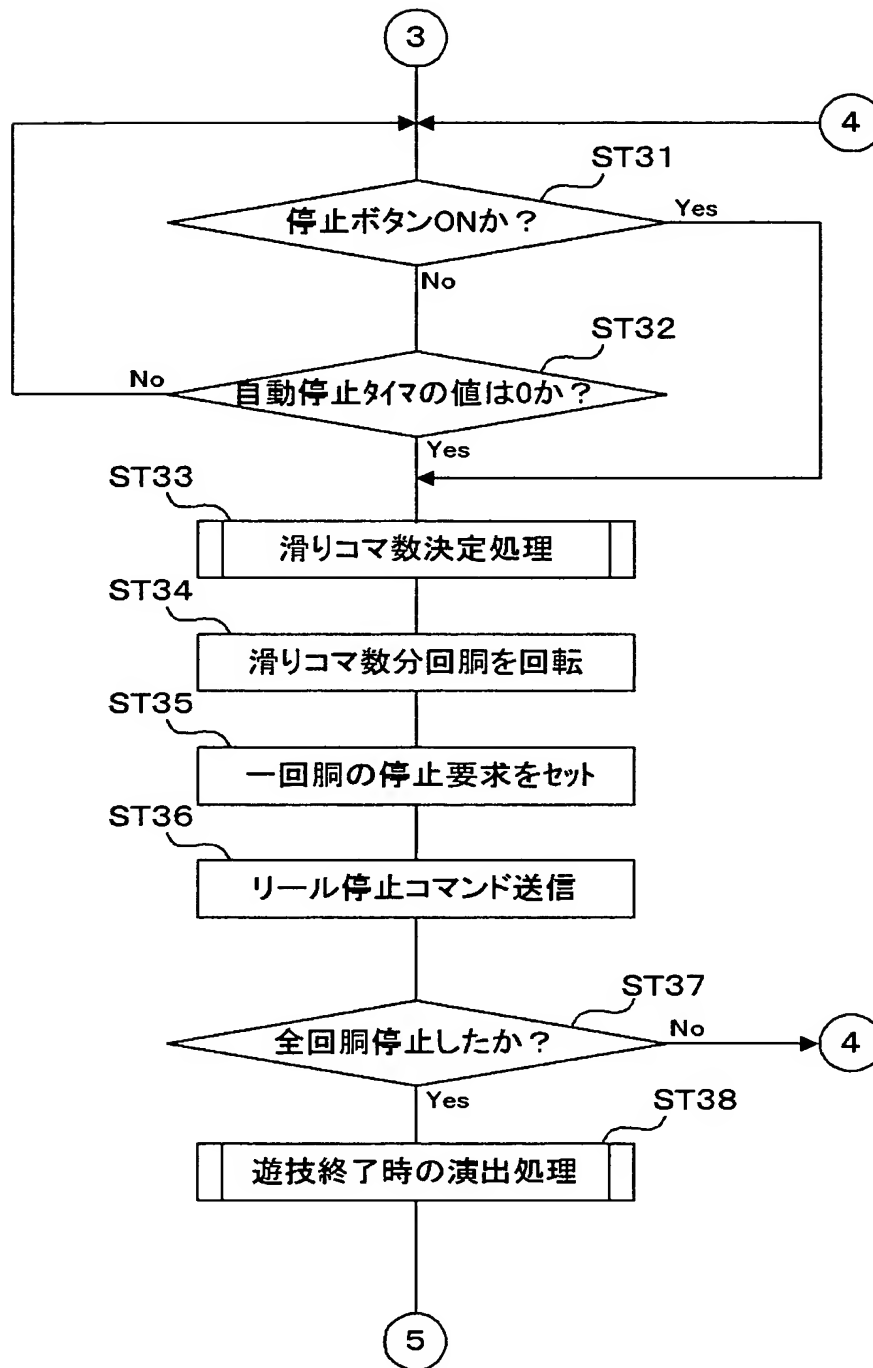 3
4
ST31
停止ボタンONか？
Yes
No
ST32
No
自動停止タイマの値は0か？
Yes
ST33
滑りコマ数決定処理
ST34
滑りコマ数分回胴を回転
ST35
一回胴の停止要求をセット
ST36
リール停止コマンド送信
ST37
全回胴停止したか？
No
4
Yes
ST38
遊技終了時の演出処理
5